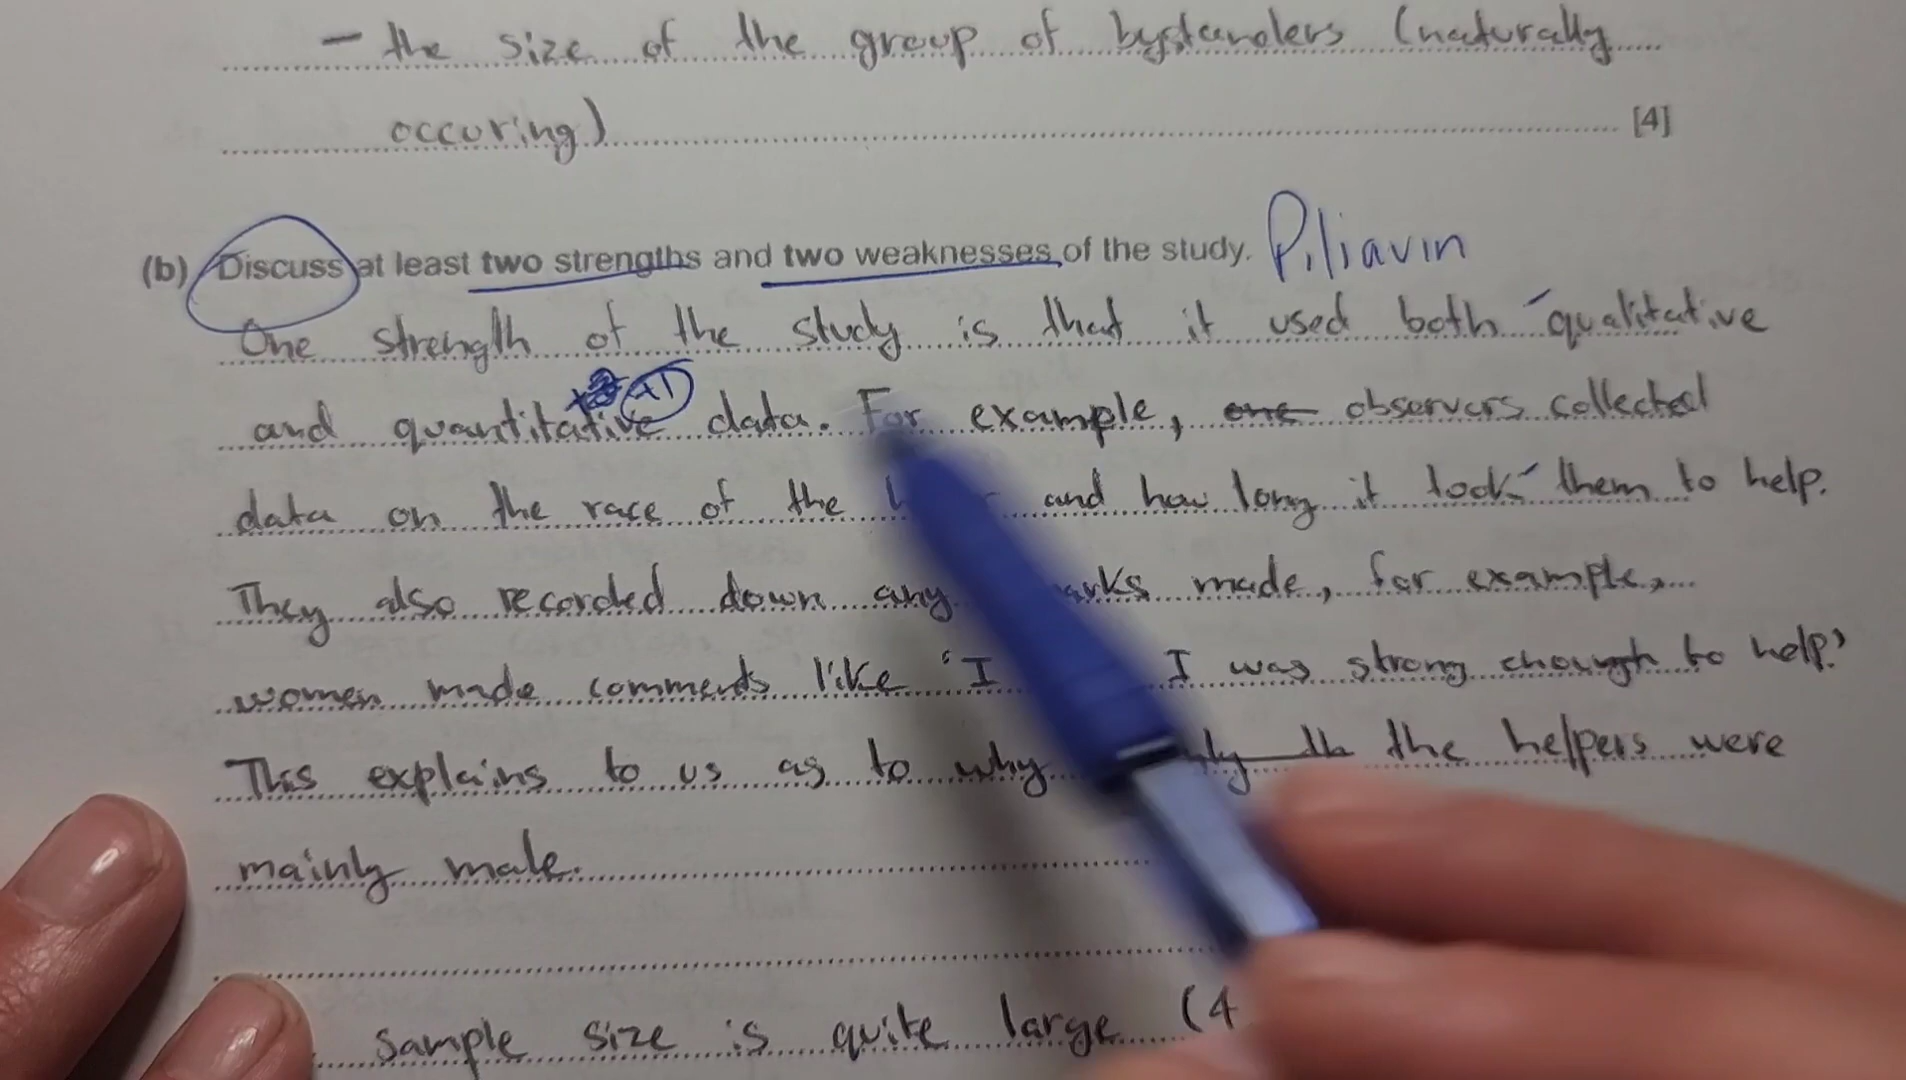 – the size of the group of bystanders (naturally
occuring)
[4]
(b) Discuss at least two strengths and two weaknesses of the study. Piliavin
One strength of the study is that it used both qualitative
and quantitative +1 data. For example, one observers collected
data on the race of the and how long it took them to help.
They also recorded down any made, for example,
women made comments like 'I I was strong enough to help.'
This explains to us as to why the helpers were
mainly male.
sample size is quite large (4